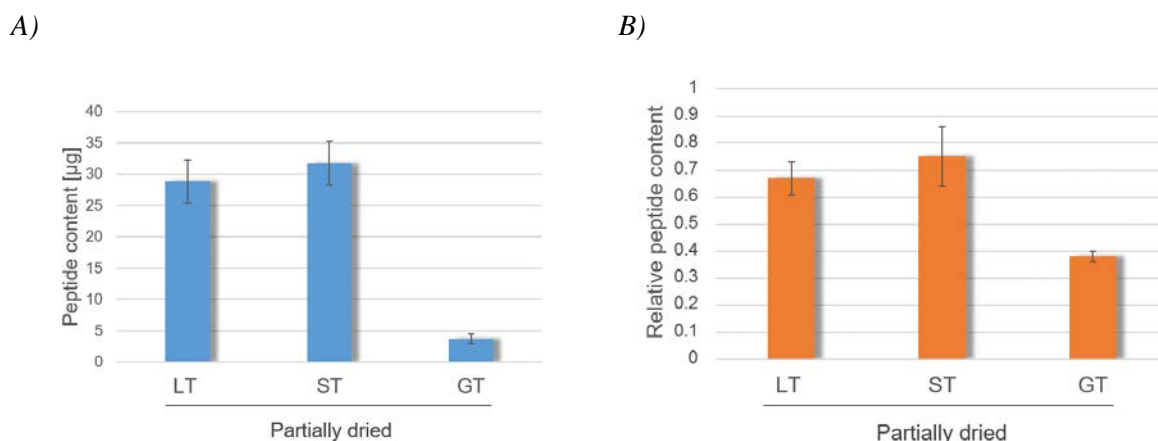 A)
B)
Peptide content [µg]
40
35
30
25
20
15
10
5
0
LT ST GT
Partially dried
Relative peptide content
1
0.9
0.8
0.7
0.6
0.5
0.4
0.3
0.2
0.1
0
LT ST GT
Partially dried